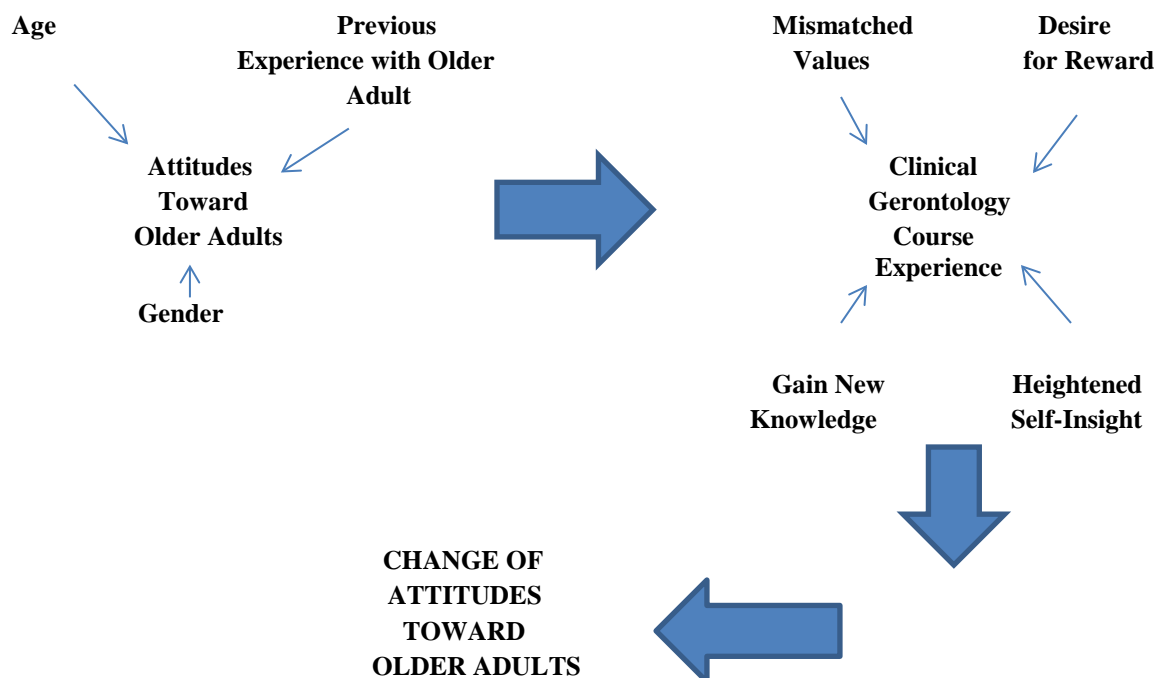 Age
Previous
Experience with Older
Adult
Attitudes
Toward
Older Adults
Gender
Mismatched
Values
Desire
for Reward
Clinical
Gerontology
Course
Experience
Gain New
Knowledge
Heightened
Self-Insight
CHANGE OF
ATTITUDES
TOWARD
OLDER ADULTS